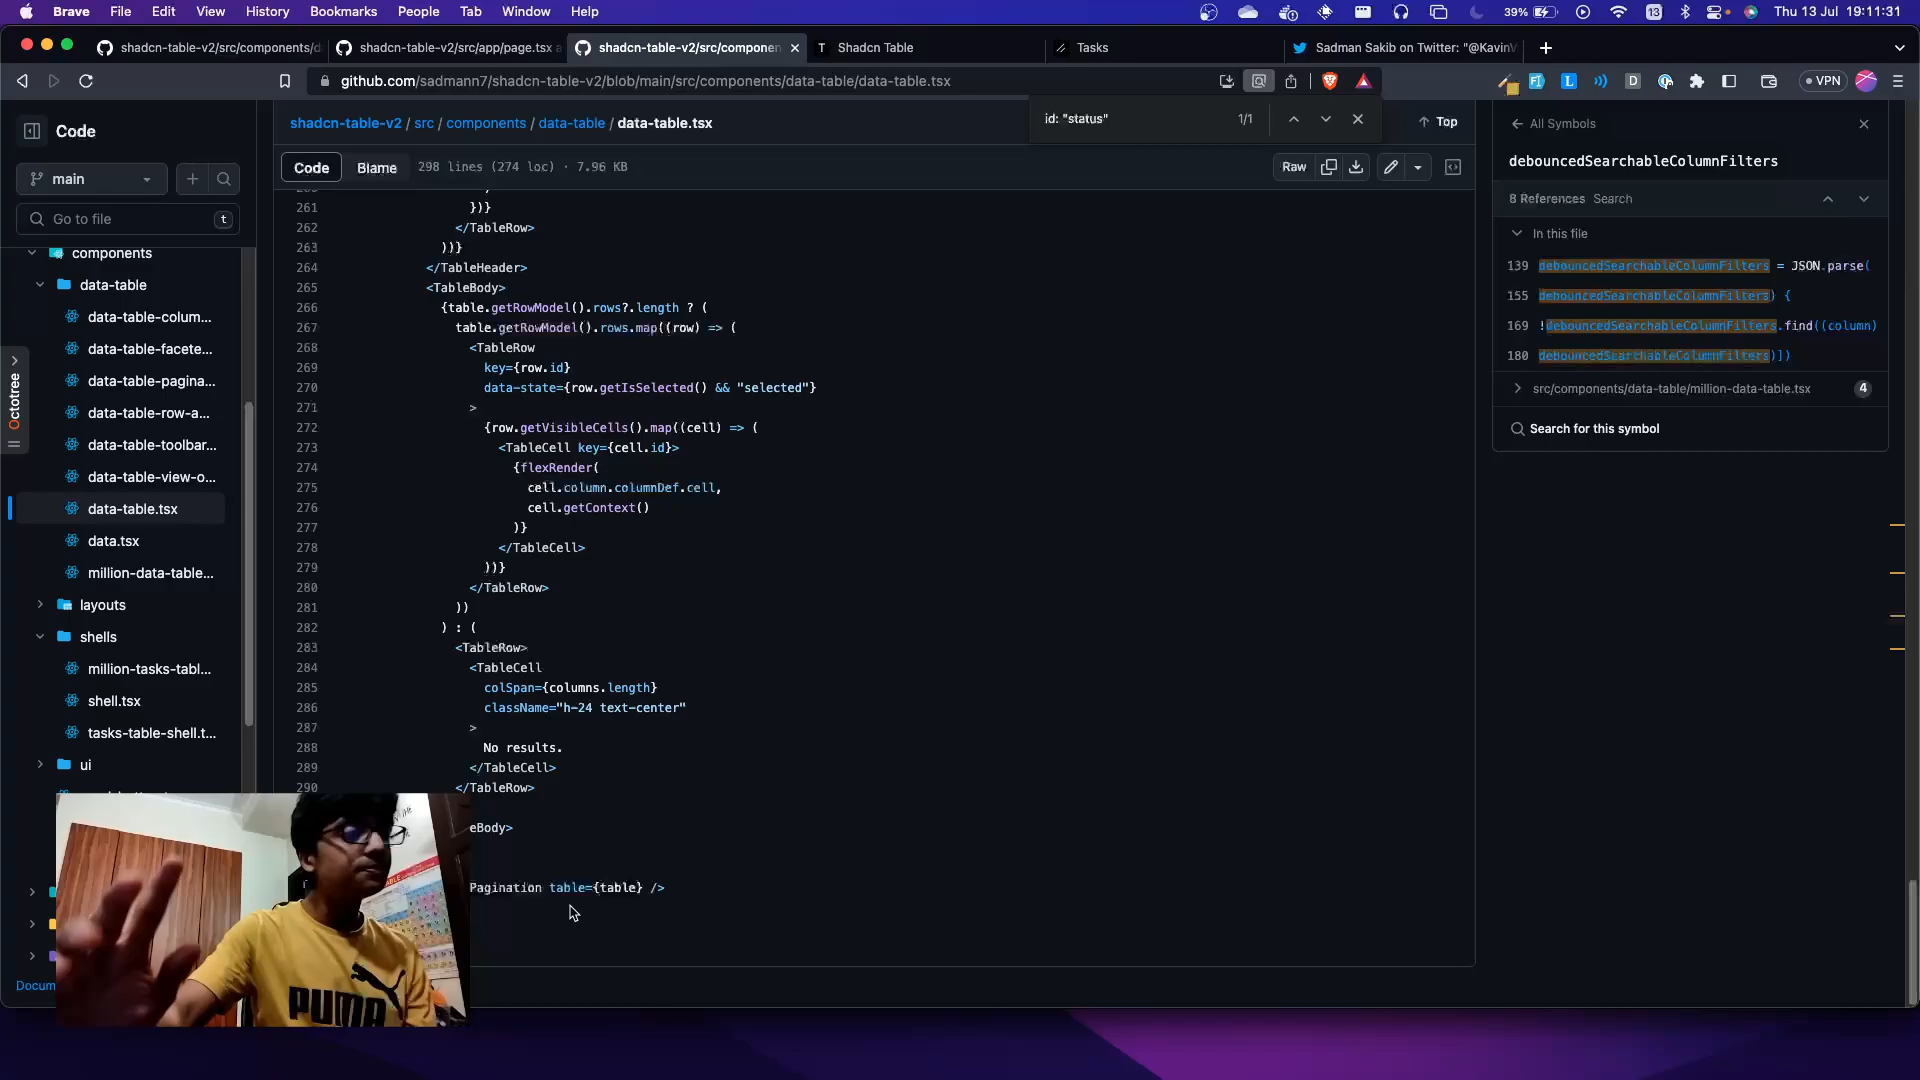 Brave File Edit View History Bookmarks People Tab Window Help
39% 13 Thu 13 Jul 19:11:31
shadcn-table-v2/src/components/d
shadcn-table-v2/src/app/page.tsx a
shadcn-table-v2/src/componen
T Shadcn Table
Tasks
Sadman Sakib on Twitter: "@KavinV
github.com/sadmann7/shadcn-table-v2/blob/main/src/components/data-table/data-table.tsx
VPN
id: "status" 1/1
Code
main
Go to file t
components
data-table
data-table-colum...
data-table-facete...
data-table-pagina...
data-table-row-a...
data-table-toolbar...
data-table-view-o...
data-table.tsx
data.tsx
million-data-table...
layouts
shells
million-tasks-tabl...
shell.tsx
tasks-table-shell.t...
ui
Docum
Octotree
shadcn-table-v2 / src / components / data-table / data-table.tsx
Top
Code Blame 298 lines (274 loc) · 7.96 KB
Raw
261 })}
262 </TableRow>
263 ))}
264 </TableHeader>
265 <TableBody>
266 {table.getRowModel().rows?.length ? (
267 table.getRowModel().rows.map((row) => (
268 <TableRow
269 key={row.id}
270 data-state={row.getIsSelected() && "selected"}
271 >
272 {row.getVisibleCells().map((cell) => (
273 <TableCell key={cell.id}>
274 {flexRender(
275 cell.column.columnDef.cell,
276 cell.getContext()
277 )}
278 </TableCell>
279 ))}
280 </TableRow>
281 ))
282 ) : (
283 <TableRow>
284 <TableCell
285 colSpan={columns.length}
286 className="h-24 text-center"
287 >
288 No results.
289 </TableCell>
290 </TableRow>
eBody>
Pagination table={table} />
All Symbols
debouncedSearchableColumnFilters
8 References Search
In this file
139 debouncedSearchableColumnFilters = JSON.parse(
155 debouncedSearchableColumnFilters) {
169 !debouncedSearchableColumnFilters.find((column)
180 debouncedSearchableColumnFilters)])
src/components/data-table/million-data-table.tsx 4
Search for this symbol
PUMA